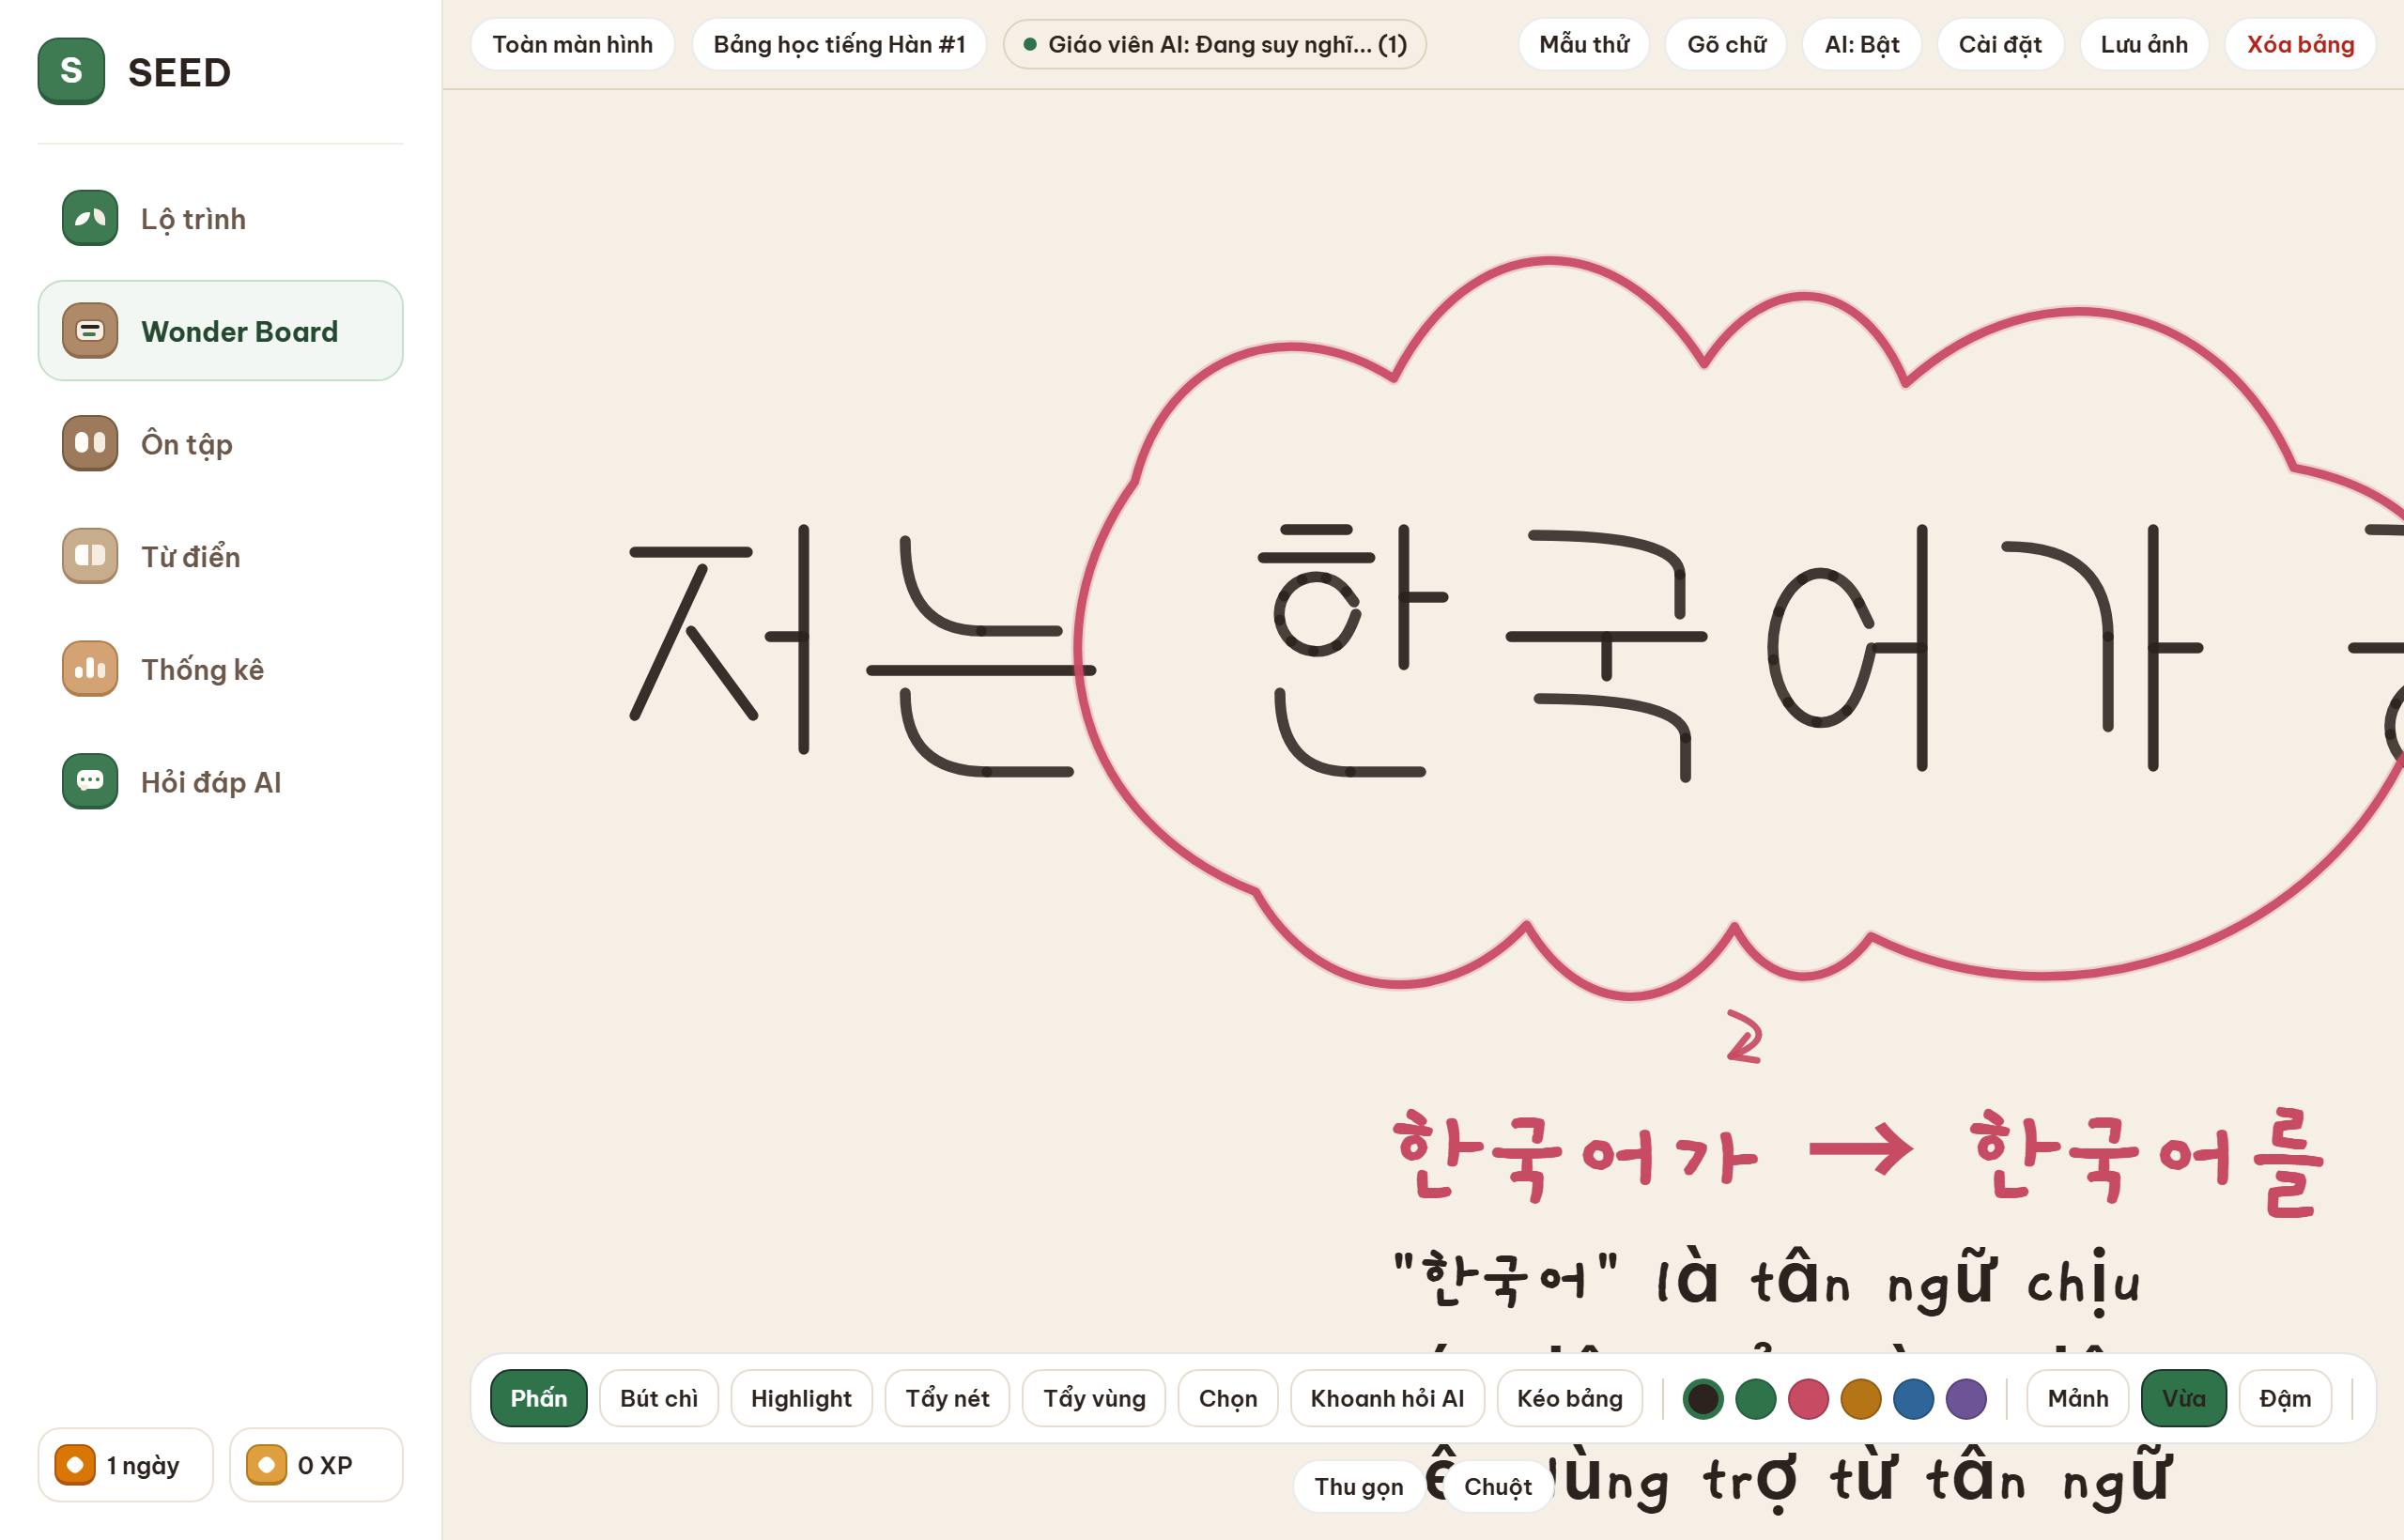 S SEED
Toàn màn hình
Bảng học tiếng Hàn #1
Giáo viên AI: Đang suy nghĩ... (1)
Mẫu thử
Gõ chữ
AI: Bật
Cài đặt
Lưu ảnh
Xóa bảng
Lộ trình
Wonder Board
Ôn tập
Từ điển
Thống kê
Hỏi đáp AI
1 ngày
0 XP
저는 한국어가
한국어가 → 한국어를
"한국어" là tân ngữ chịu
Phấn
Bút chì
Highlight
Tẩy nét
Tẩy vùng
Chọn
Khoanh hỏi AI
Kéo bảng
Mảnh
Vừa
Đậm
trợ từ tân ngữ
Thu gọn
Chuột